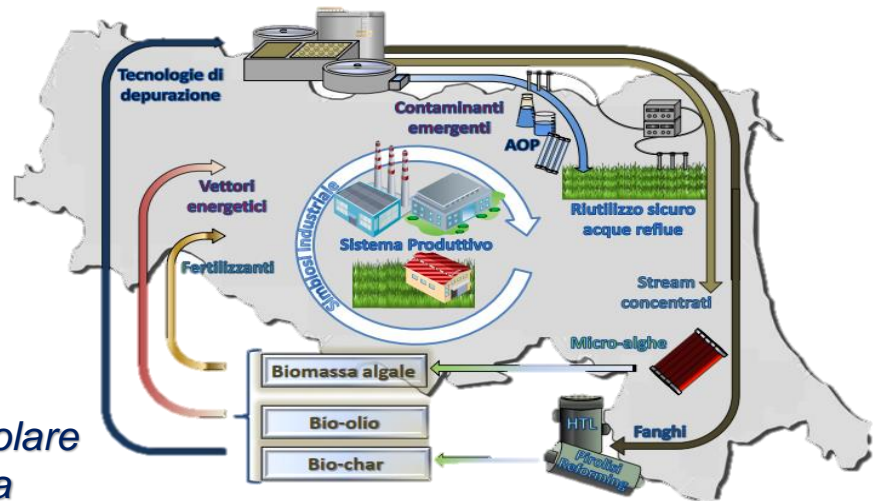 Tecnologie di
depurazione
Contaminanti
emergenti
AOP
Vettori
energetici
Riutilizzo sicuro
acque reflue
Simbiosi Industriale
Sistema Produttivo
Fertilizzanti
Stream
concentrati
Micro-alghe
Biomassa algale
Bio-olio
Bio-char
HTL
Pirolisi
Reforming
Fanghi
olare
a